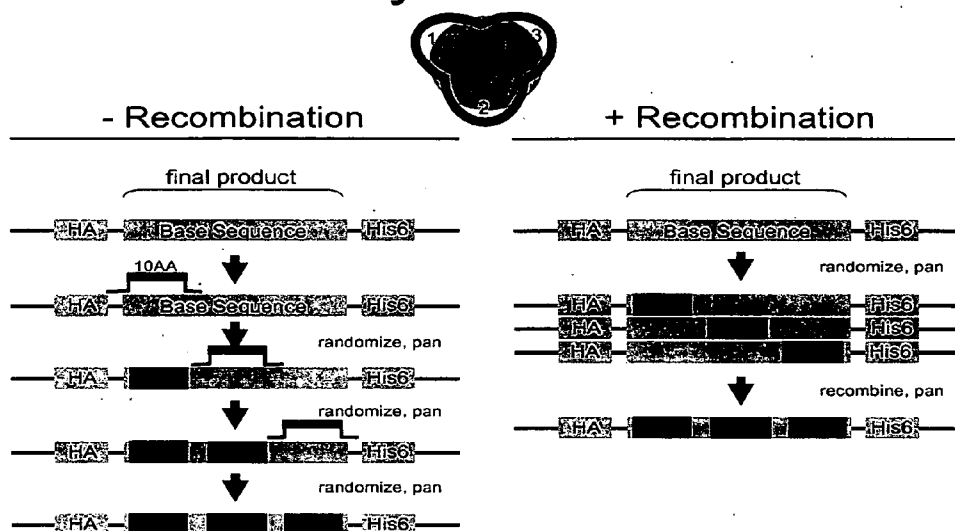 1 3
2
- Recombination
final product
HA Base Sequence His6
10AA
HA Base Sequence His6
randomize, pan
HA His6
randomize, pan
HA His6
randomize, pan
HA His6
+ Recombination
final product
HA Base Sequence His6
randomize, pan
HA His6
HA His6
HA His6
recombine, pan
HA His6